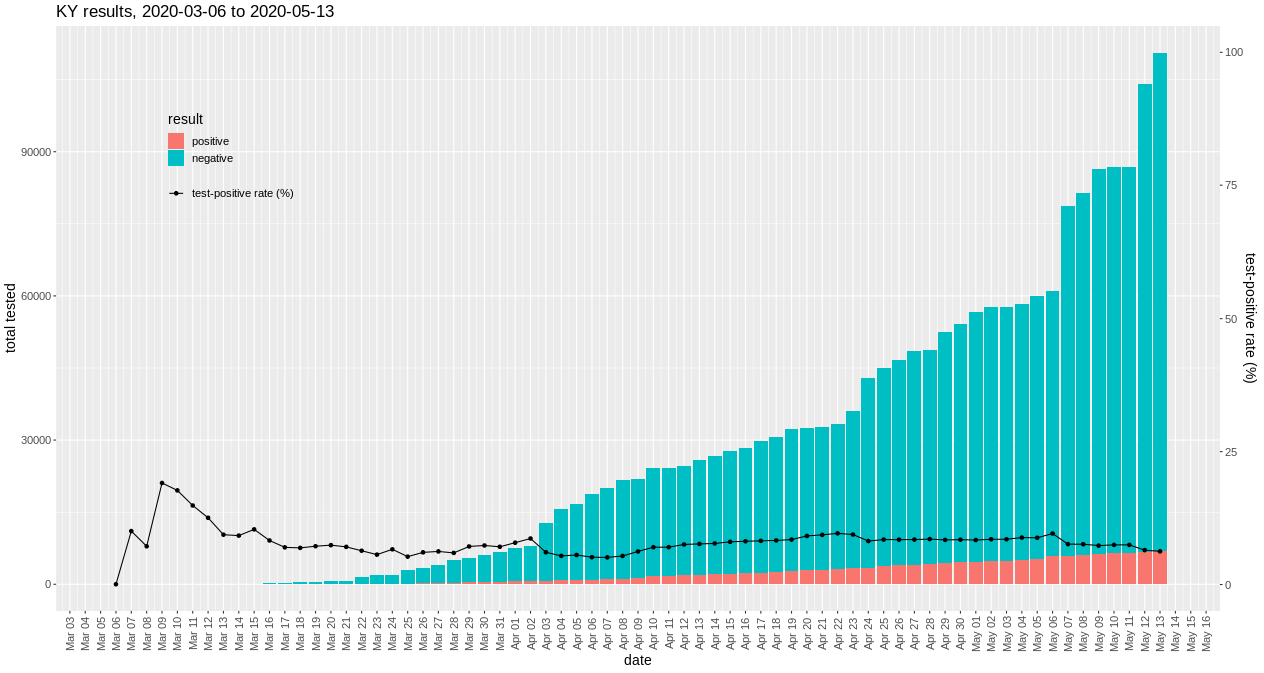 KY results, 2020-03-06 to 2020-05-13
result
positive
negative
test-positive rate (%)
total tested
90000
60000
30000
0
100
75
50
25
0
test-positive rate (%)
Mar 03
Mar 04
Mar 05
Mar 06
Mar 07
Mar 08
Mar 09
Mar 10
Mar 11
Mar 12
Mar 13
Mar 14
Mar 15
Mar 16
Mar 17
Mar 18
Mar 19
Mar 20
Mar 21
Mar 22
Mar 23
Mar 24
Mar 25
Mar 26
Mar 27
Mar 28
Mar 29
Mar 30
Mar 31
Apr 01
Apr 02
Apr 03
Apr 04
Apr 05
Apr 06
Apr 07
Apr 08
Apr 09
Apr 10
Apr 11
Apr 12
Apr 13
Apr 14
Apr 15
Apr 16
Apr 17
Apr 18
Apr 19
Apr 20
Apr 21
Apr 22
Apr 23
Apr 24
Apr 25
Apr 26
Apr 27
Apr 28
Apr 29
Apr 30
May 01
May 02
May 03
May 04
May 05
May 06
May 07
May 08
May 09
May 10
May 11
May 12
May 13
May 14
May 15
May 16
date